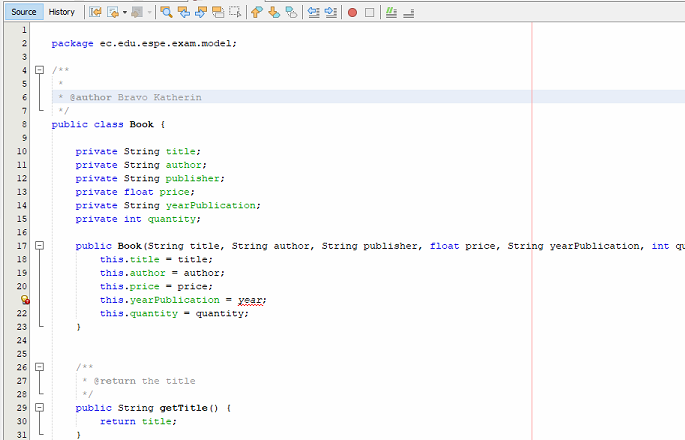 Source History
1
2 package ec.edu.espe.exam.model;
3
4 /**
5 *
6 * @author Bravo Katherin
7 */
8 public class Book {
9
10 private String title;
11 private String author;
12 private String publisher;
13 private float price;
14 private String yearPublication;
15 private int quantity;
16
17 public Book(String title, String author, String publisher, float price, String yearPublication, int qu
18 this.title = title;
19 this.author = author;
20 this.price = price;
this.yearPublication = year;
22 this.quantity = quantity;
23 }
24
25
26 /**
27 * @return the title
28 */
29 public String getTitle() {
30 return title;
31 }